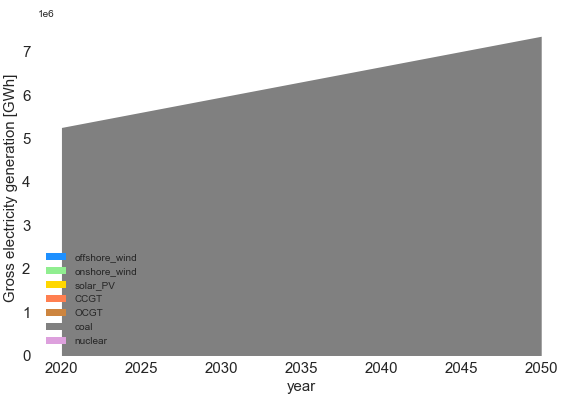 1e6
7
6
5
4
3
2
1
0
Gross electricity generation [GWh]
offshore_wind
onshore_wind
solar_PV
CCGT
OCGT
coal
nuclear
2020 2025 2030 2035 2040 2045 2050
year